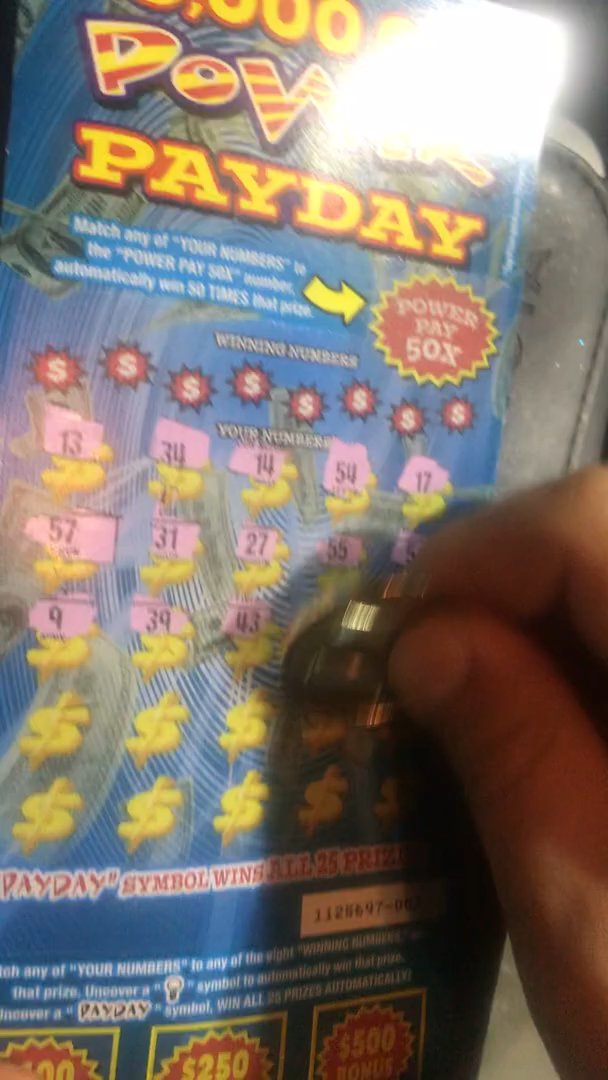 PAYDAY
Match any of "YOUR NUMBERS" to
the "POWER PAY 50X" number,
automatically win 50 TIMES that prize.
POWER
PAY
50X
WINNING NUMBERS
$ $ $ $ $ $ $ $
YOUR NUMBERS
13 34 14 54 17
57 31 27 55
9 39 43
PAYDAY" SYMBOL WINS ALL 25
any of "YOUR NUMBERS" to any of the eight "WINNING NUMBERS,"
that prize. Uncover a " " symbol to automatically win that prize.
Uncover a "PAYDAY" symbol, WIN ALL 25 PRIZES AUTOMATICALLY!
$250
$500
BONUS